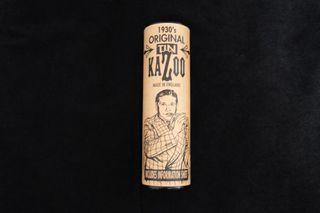 1930's
ORIGINAL
TIN
KAZOO
MADE IN ENGLAND
INCLUDES INFORMATION SHEET